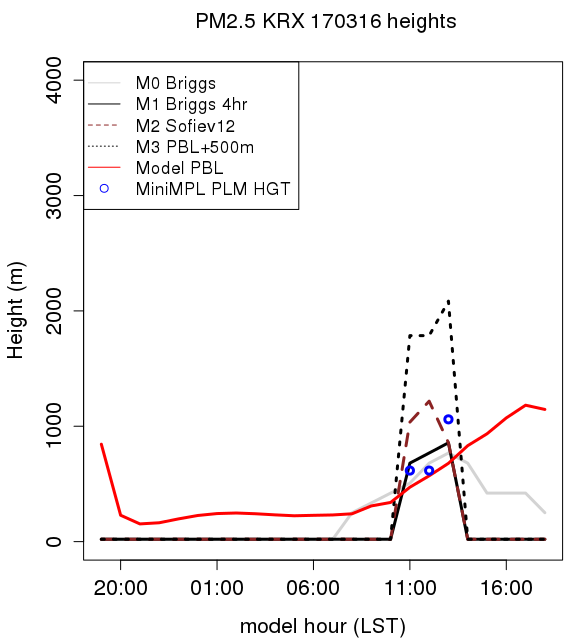 PM2.5 KRX 170316 heights
M0 Briggs
M1 Briggs 4hr
M2 Sofiev12
M3 PBL+500m
Model PBL
MiniMPL PLM HGT
Height (m)
4000
3000
2000
1000
0
20:00 01:00 06:00 11:00 16:00
model hour (LST)